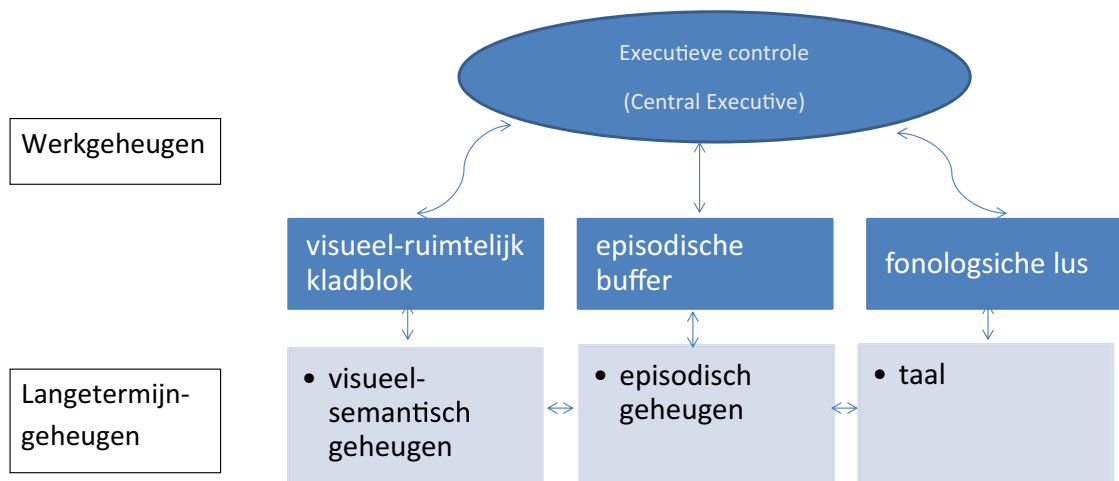 Executieve controle
(Central Executive)
Werkgeheugen
visueel-ruimtelijk
kladblok
episodische
buffer
fonologsiche lus
Langetermijn-
geheugen
• visueel-
semantisch
geheugen
• episodisch
geheugen
• taal